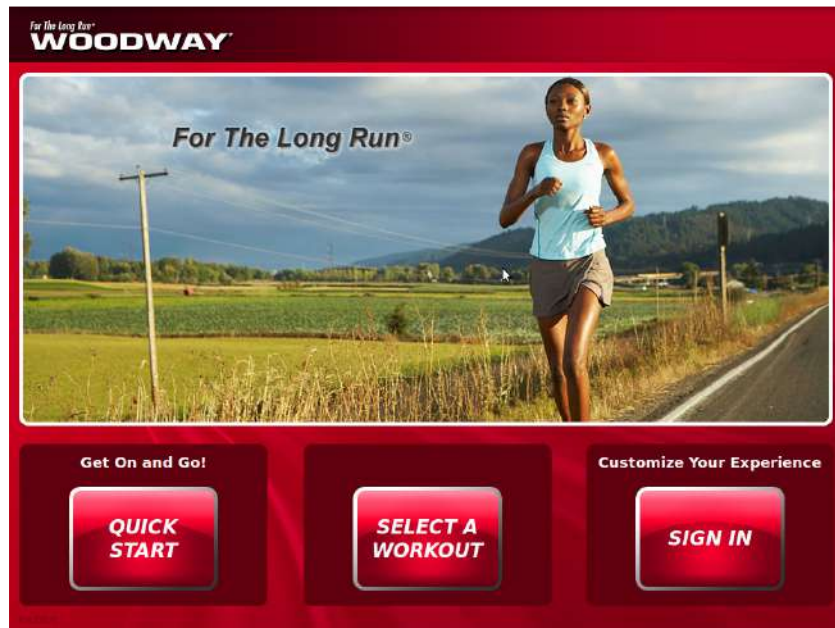 For The Long Run®
WOODWAY
For The Long Run®
Get On and Go!
Customize Your Experience
QUICK
START
SELECT A
WORKOUT
SIGN IN